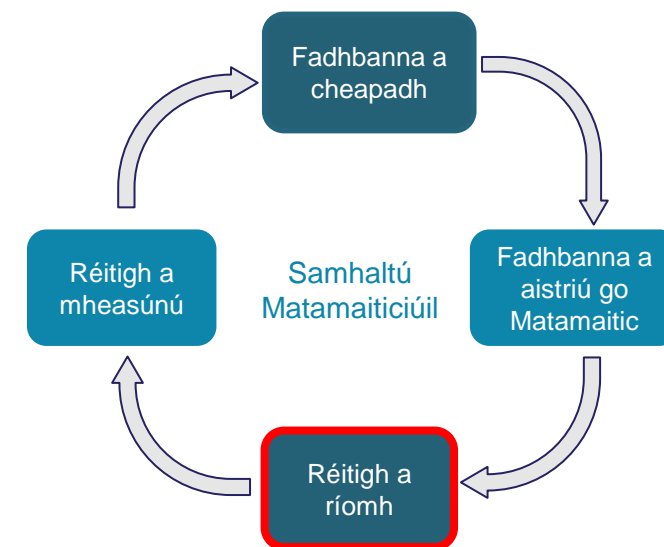 Fadhbanna a
cheapadh
Fadhbanna a
aistriú go
Matamaitic
Réitigh a
mheasúnú
Samhaltú
Matamaiticiúil
Réitigh a
ríomh